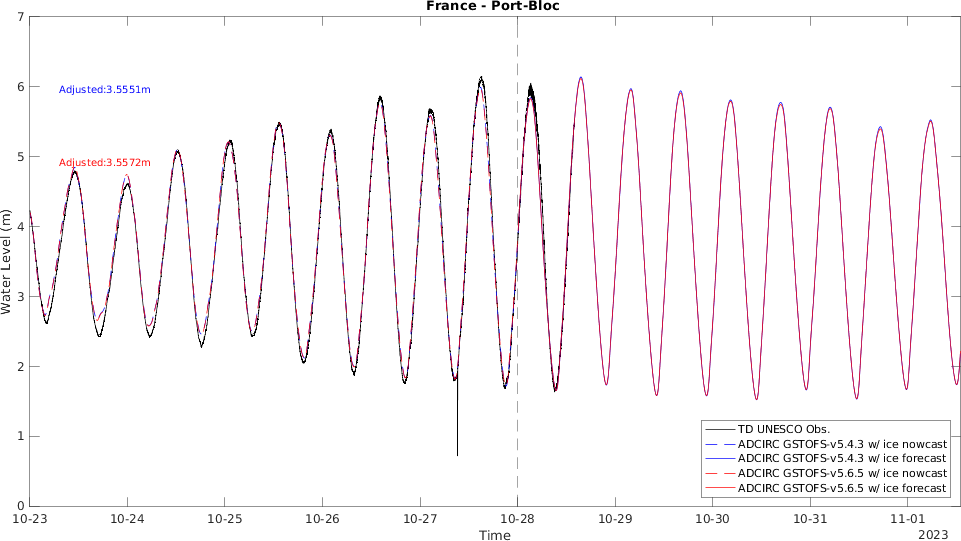 France - Port-Bloc
7
6
5
4
3
2
1
0
Water Level (m)
Adjusted:3.5551m
Adjusted:3.5572m
TD UNESCO Obs.
ADCIRC GSTOFS-v5.4.3 w/ ice nowcast
ADCIRC GSTOFS-v5.4.3 w/ ice forecast
ADCIRC GSTOFS-v5.6.5 w/ ice nowcast
ADCIRC GSTOFS-v5.6.5 w/ ice forecast
10-23 10-24 10-25 10-26 10-27 10-28 10-29 10-30 10-31 11-01
2023
Time